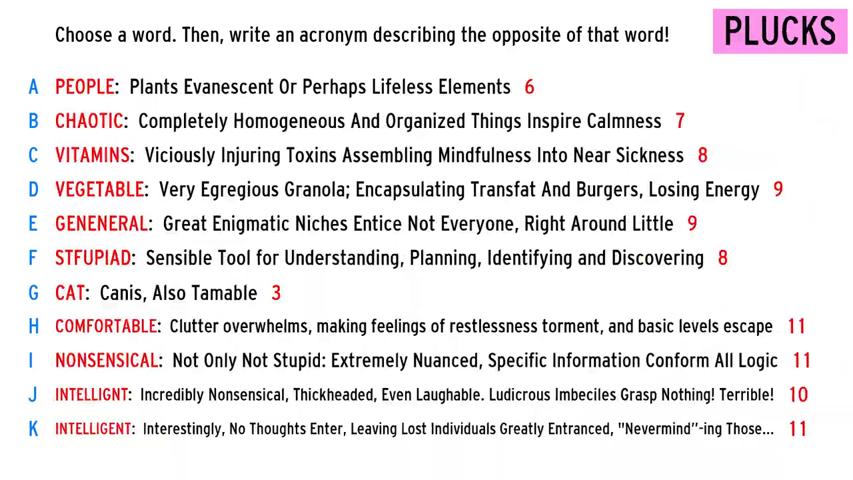 Choose a word. Then, write an acronym describing the opposite of that word!
PLUCKS
A PEOPLE: Plants Evanescent Or Perhaps Lifeless Elements 6
B CHAOTIC: Completely Homogeneous And Organized Things Inspire Calmness 7
C VITAMINS: Viciously Injuring Toxins Assembling Mindfulness Into Near Sickness 8
D VEGETABLE: Very Egregious Granola; Encapsulating Transfat And Burgers, Losing Energy 9
E GENENERAL: Great Enigmatic Niches Entice Not Everyone, Right Around Little 9
F STFUPIAD: Sensible Tool for Understanding, Planning, Identifying and Discovering 8
G CAT: Canis, Also Tamable 3
H COMFORTABLE: Clutter overwhelms, making feelings of restlessness torment, and basic levels escape 11
I NONSENSICAL: Not Only Not Stupid: Extremely Nuanced, Specific Information Conform All Logic 11
J INTELLIGNT: Incredibly Nonsensical, Thickheaded, Even Laughable. Ludicrous Imbeciles Grasp Nothing! Terrible! 10
K INTELLIGENT: Interestingly, No Thoughts Enter, Leaving Lost Individuals Greatly Entranced, "Nevermind"-ing Those... 11